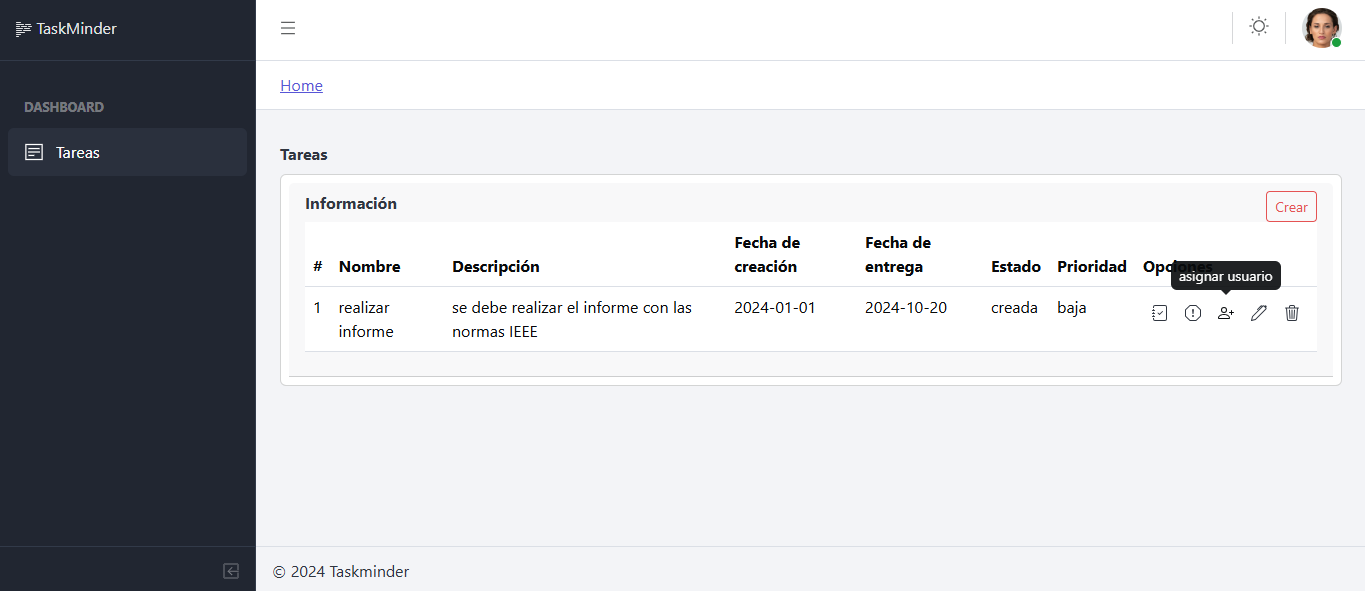 TaskMinder
Home
DASHBOARD
Tareas
Tareas
Información
Crear
# Nombre Descripción Fecha de creación Fecha de entrega Estado Prioridad Opciones
asignar usuario
1 realizar informe se debe realizar el informe con las normas IEEE 2024-01-01 2024-10-20 creada baja
© 2024 Taskminder